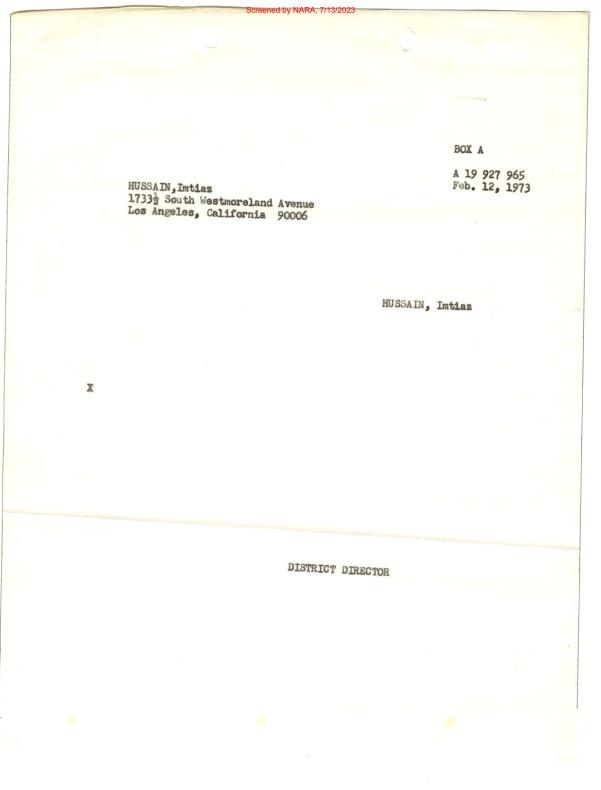 Screened by NARA, 7/13/2023
BOX A
A 19 927 965
Feb. 12, 1973
HUSSAIN,Imtiaz
1733½ South Westmoreland Avenue
Los Angeles, California 90006
HUSSAIN, Imtiaz
X
DISTRICT DIRECTOR